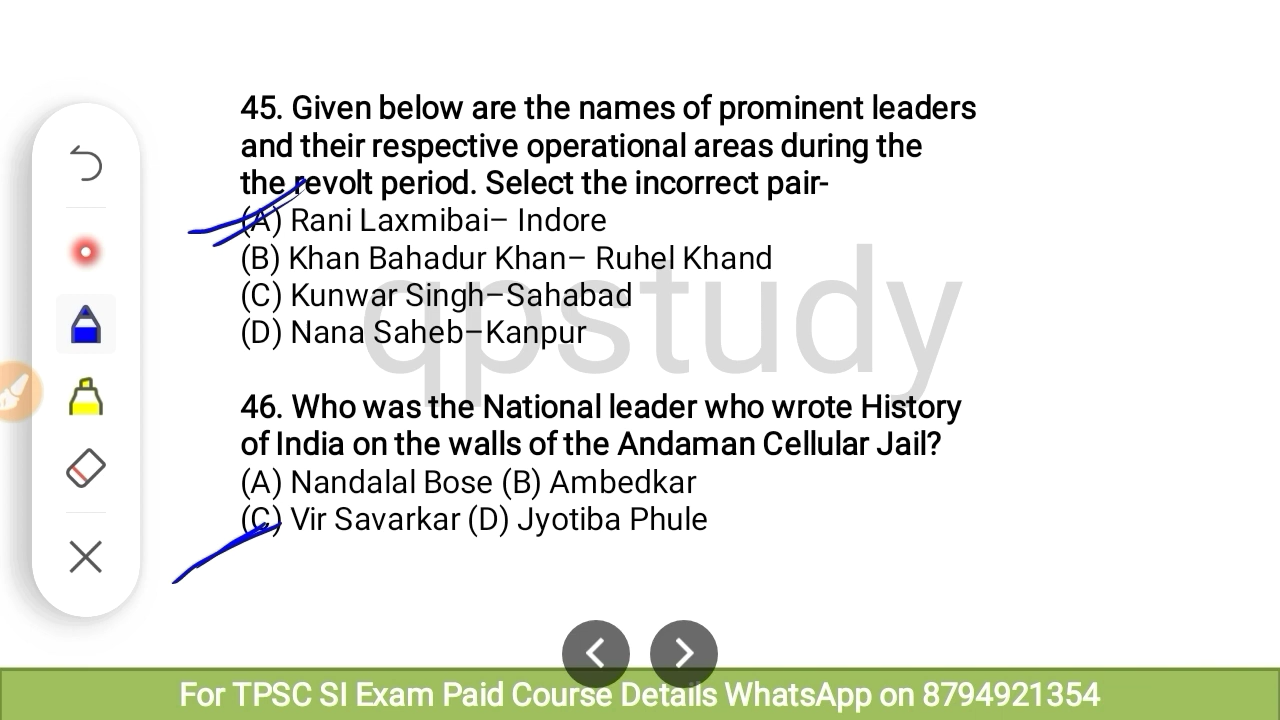 45. Given below are the names of prominent leaders
and their respective operational areas during the
the revolt period. Select the incorrect pair-
(A) Rani Laxmibai– Indore
(B) Khan Bahadur Khan– Ruhel Khand
(C) Kunwar Singh–Sahabad
(D) Nana Saheb–Kanpur
qpstudy
46. Who was the National leader who wrote History
of India on the walls of the Andaman Cellular Jail?
(A) Nandalal Bose (B) Ambedkar
(C) Vir Savarkar (D) Jyotiba Phule
For TPSC SI Exam Paid Course Details WhatsApp on 8794921354